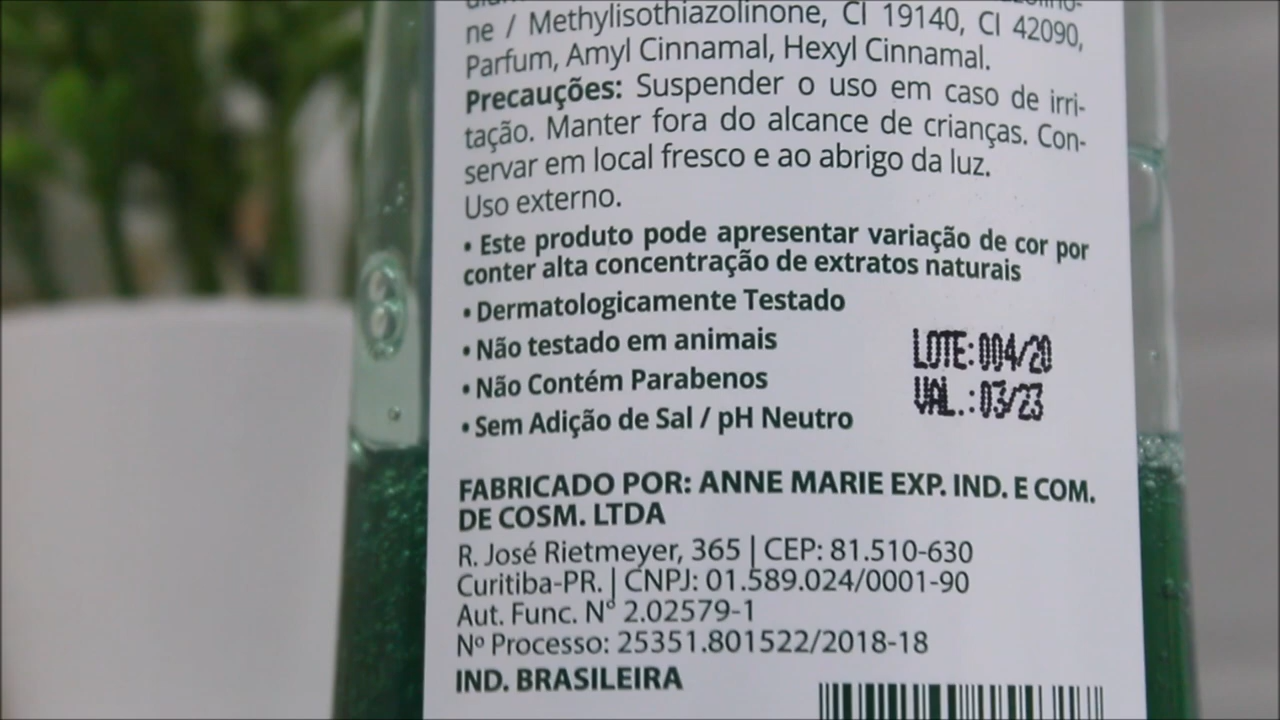 ne / Methylisothiazolinone, CI 19140, CI 42090,
Parfum, Amyl Cinnamal, Hexyl Cinnamal.
Precauções: Suspender o uso em caso de irri-
tação. Manter fora do alcance de crianças. Con-
servar em local fresco e ao abrigo da luz.
Uso externo.
• Este produto pode apresentar variação de cor por
conter alta concentração de extratos naturais
• Dermatologicamente Testado
• Não testado em animais
• Não Contém Parabenos
• Sem Adição de Sal / pH Neutro
LOTE: 004/20
VAL.: 03/23
FABRICADO POR: ANNE MARIE EXP. IND. E COM.
DE COSM. LTDA
R. José Rietmeyer, 365 | CEP: 81.510-630
Curitiba-PR. | CNPJ: 01.589.024/0001-90
Aut. Func. N° 2.02579-1
Nº Processo: 25351.801522/2018-18
IND. BRASILEIRA